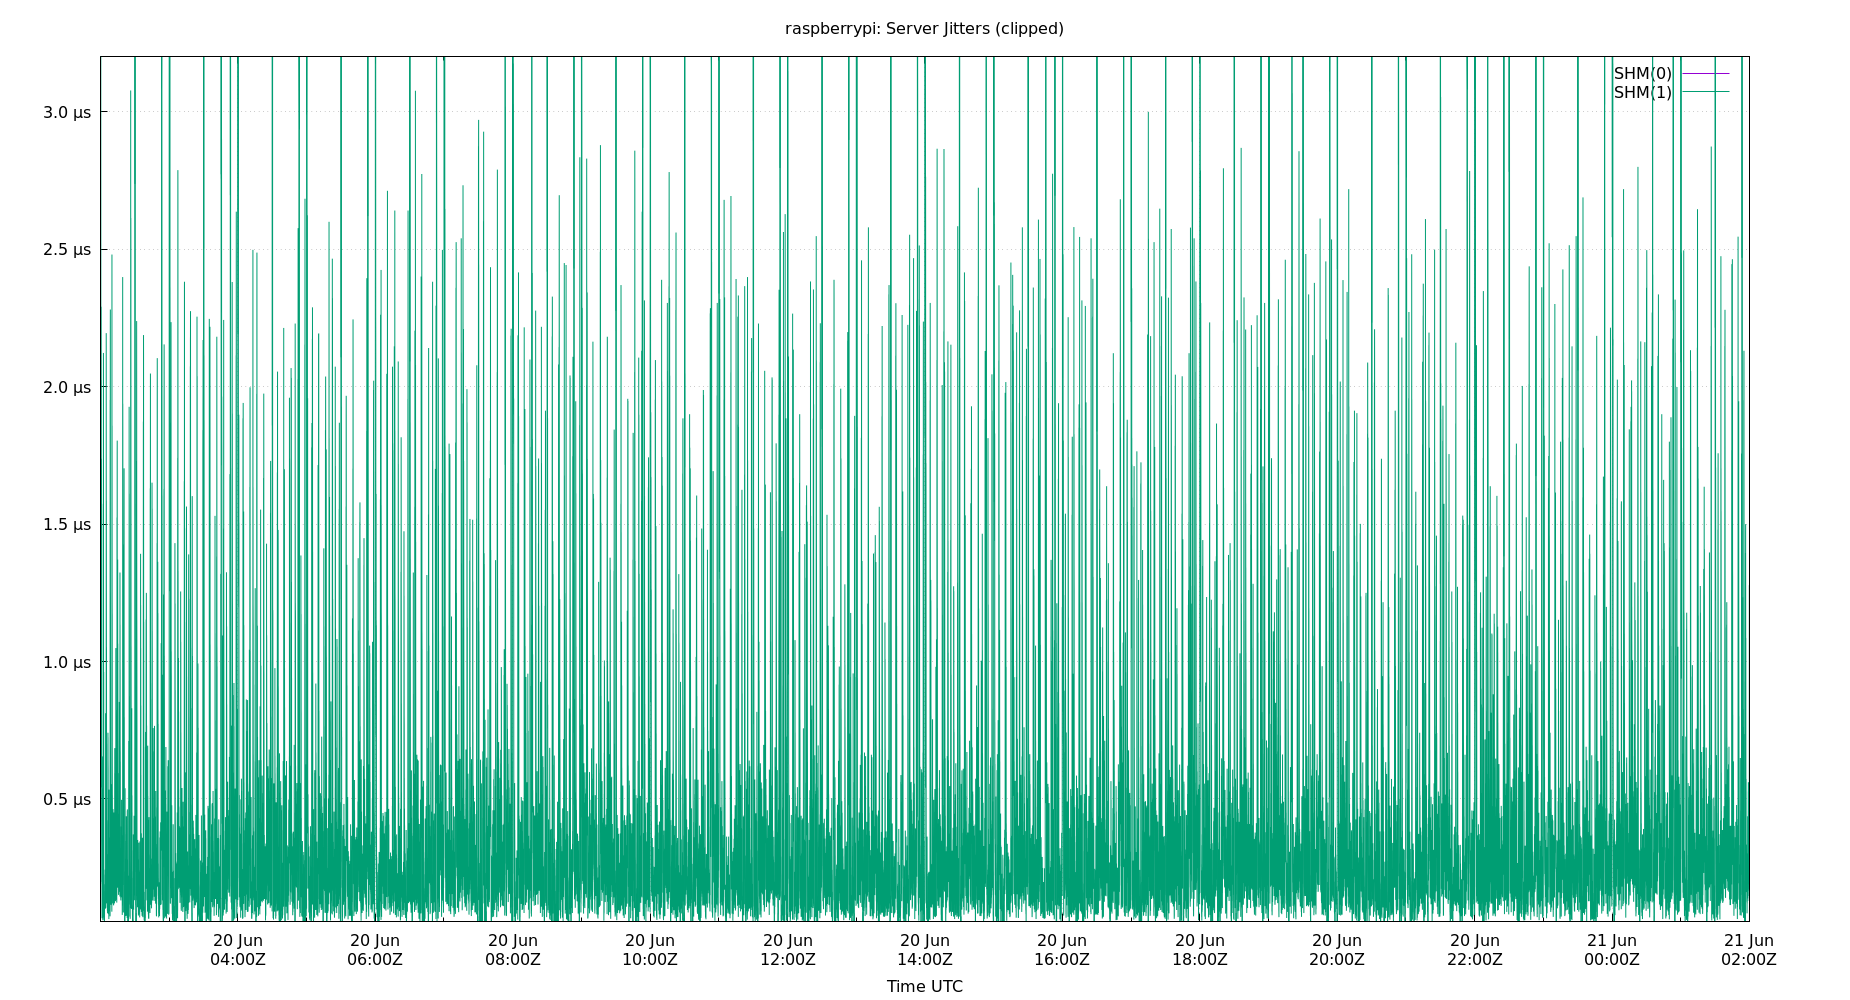 raspberrypi: Server Jitters (clipped)
SHM(0)
SHM(1)
3.0 µs
2.5 µs
2.0 µs
1.5 µs
1.0 µs
0.5 µs
20 Jun 20 Jun 20 Jun 20 Jun 20 Jun 20 Jun 20 Jun 20 Jun 20 Jun 20 Jun 21 Jun 21 Jun
04:00Z 06:00Z 08:00Z 10:00Z 12:00Z 14:00Z 16:00Z 18:00Z 20:00Z 22:00Z 00:00Z 02:00Z
Time UTC